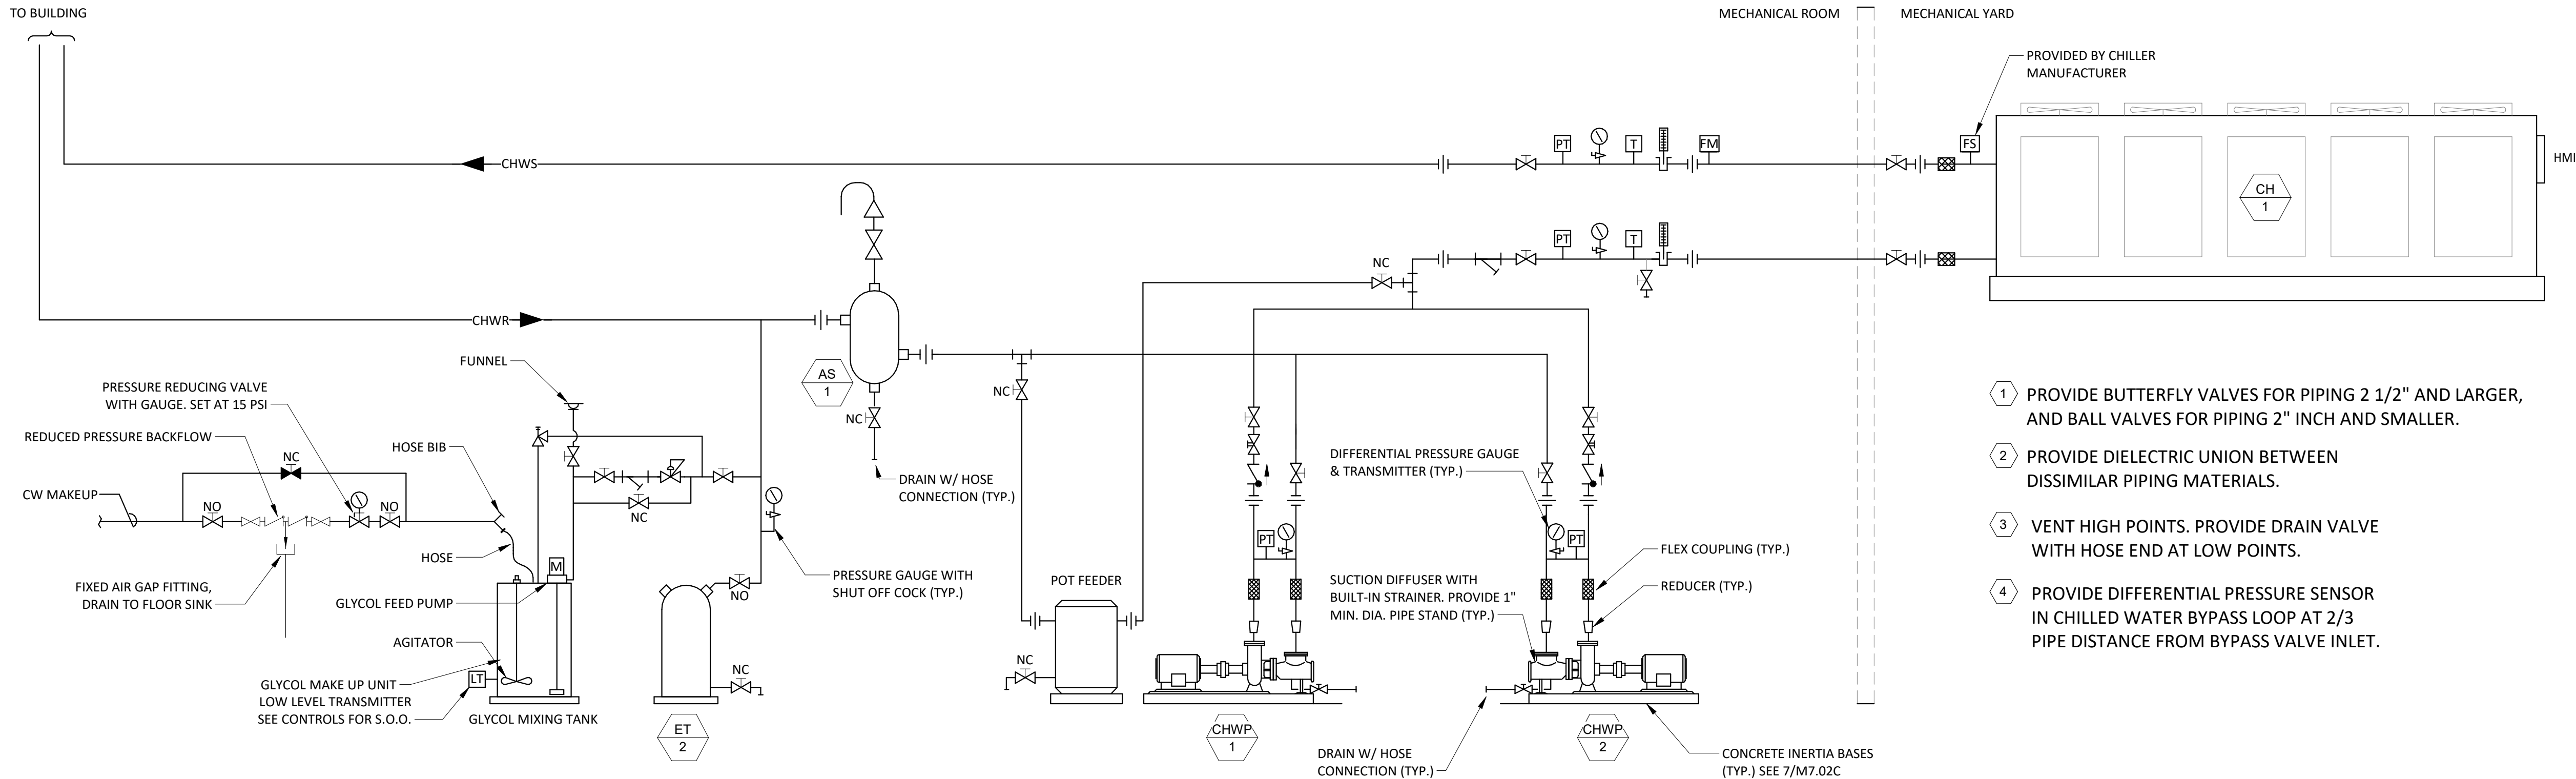 TO BUILDING
MECHANICAL ROOM
MECHANICAL YARD
PROVIDED BY CHILLER
MANUFACTURER
CHWS
PT
T
FM
FS
HMI
CH
1
PT
T
NC
CHWR
AS
1
NC
DRAIN W/ HOSE
CONNECTION (TYP.)
NC
FUNNEL
PRESSURE REDUCING VALVE
WITH GAUGE. SET AT 15 PSI
REDUCED PRESSURE BACKFLOW
HOSE BIB
NC
CW MAKEUP
NO
NO
NC
HOSE
FIXED AIR GAP FITTING,
DRAIN TO FLOOR SINK
M
GLYCOL FEED PUMP
AGITATOR
GLYCOL MAKE UP UNIT
LOW LEVEL TRANSMITTER
SEE CONTROLS FOR S.O.O.
LT
GLYCOL MIXING TANK
PRESSURE GAUGE WITH
SHUT OFF COCK (TYP.)
NO
NC
ET
2
POT FEEDER
NC
DIFFERENTIAL PRESSURE GAUGE
& TRANSMITTER (TYP.)
PT
PT
FLEX COUPLING (TYP.)
SUCTION DIFFUSER WITH
BUILT-IN STRAINER. PROVIDE 1"
MIN. DIA. PIPE STAND (TYP.)
REDUCER (TYP.)
CHWP
1
CHWP
2
DRAIN W/ HOSE
CONNECTION (TYP.)
CONCRETE INERTIA BASES
(TYP.) SEE 7/M7.02C
1 PROVIDE BUTTERFLY VALVES FOR PIPING 2 1/2" AND LARGER,
AND BALL VALVES FOR PIPING 2" INCH AND SMALLER.
2 PROVIDE DIELECTRIC UNION BETWEEN
DISSIMILAR PIPING MATERIALS.
3 VENT HIGH POINTS. PROVIDE DRAIN VALVE
WITH HOSE END AT LOW POINTS.
4 PROVIDE DIFFERENTIAL PRESSURE SENSOR
IN CHILLED WATER BYPASS LOOP AT 2/3
PIPE DISTANCE FROM BYPASS VALVE INLET.